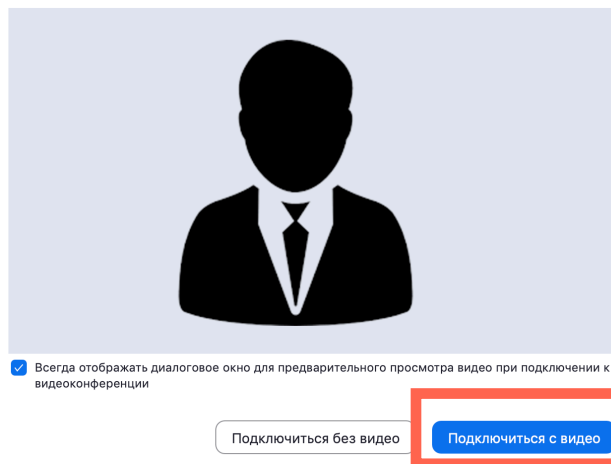 Всегда отображать диалоговое окно для предварительного просмотра видео при подключении к
видеоконференции
Подключиться без видео
Подключиться с видео